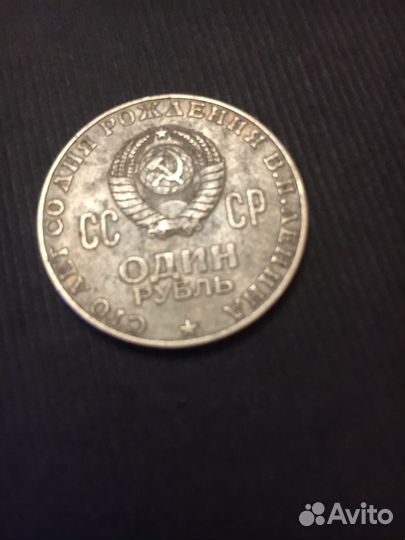 СТО ЛЕТ СО ДНЯ РОЖДЕНИЯ В.И.ЛЕНИНА
СС СР
ОДИН
РУБЛЬ
Avito